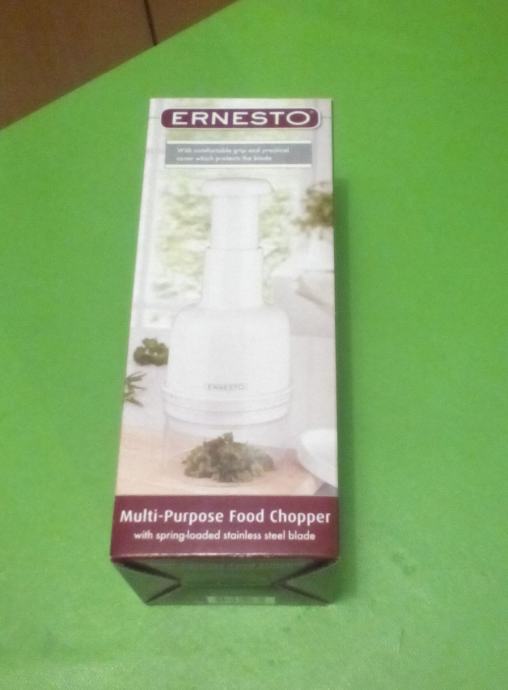 ERNESTO®
With comfortable grip and practical
cover which protects the blade
ERNESTO
Multi-Purpose Food Chopper
with spring-loaded stainless steel blade